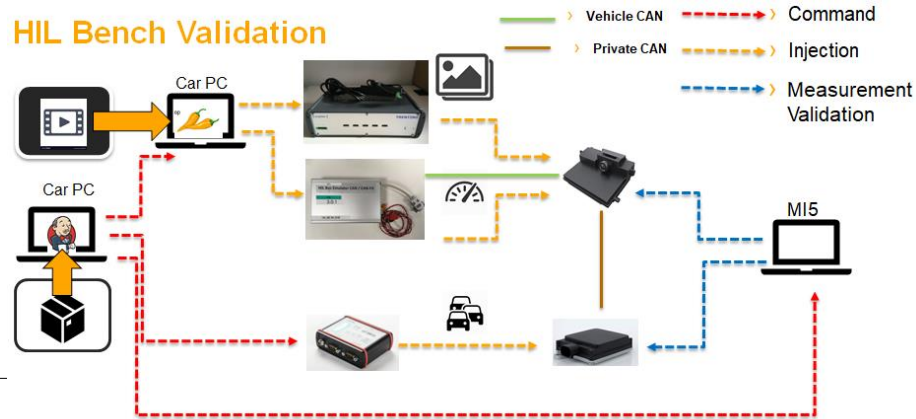 HIL Bench Validation
Vehicle CAN
Private CAN
Command
Injection
Measurement
Validation
Car PC
Car PC
MI5